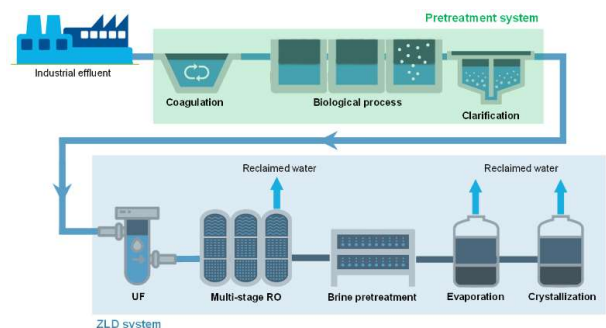 Pretreatment system
Industrial effluent
Coagulation
Biological process
Clarification
Reclaimed water
Reclaimed water
UF
Multi-stage RO
Brine pretreatment
Evaporation
Crystallization
ZLD system